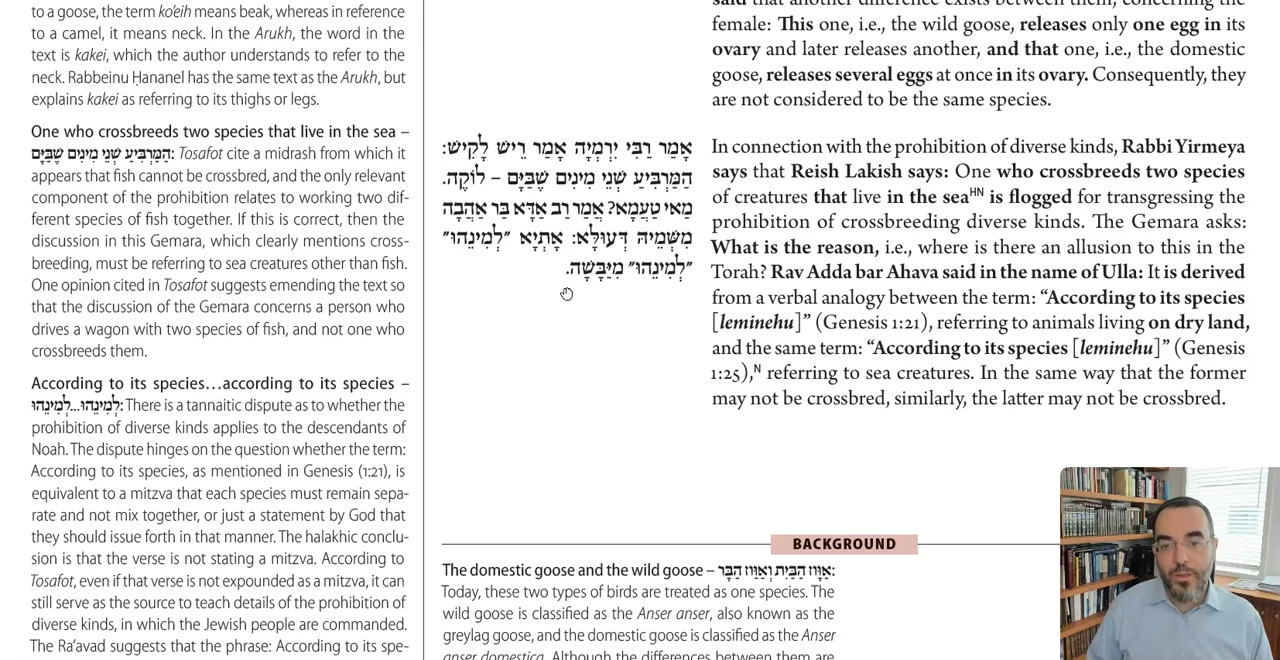 to a goose, the term ko'eih means beak, whereas in reference
to a camel, it means neck. In the Arukh, the word in the
text is kakei, which the author understands to refer to the
neck. Rabbeinu Ḥananel has the same text as the Arukh, but
explains kakei as referring to its thighs or legs.
One who crossbreeds two species that live in the sea –
הַמַּרְבִּיעַ שְׁנֵי מִינִים שֶׁבַּיָּם: Tosafot cite a midrash from which it
appears that fish cannot be crossbred, and the only relevant
component of the prohibition relates to working two dif-
ferent species of fish together. If this is correct, then the
discussion in this Gemara, which clearly mentions cross-
breeding, must be referring to sea creatures other than fish.
One opinion cited in Tosafot suggests emending the text so
that the discussion of the Gemara concerns a person who
drives a wagon with two species of fish, and not one who
crossbreeds them.
According to its species…according to its species –
לְמִינֵהוּ…לְמִינֵהוּ: There is a tannaitic dispute as to whether the
prohibition of diverse kinds applies to the descendants of
Noah. The dispute hinges on the question whether the term:
According to its species, as mentioned in Genesis (1:21), is
equivalent to a mitzva that each species must remain sepa-
rate and not mix together, or just a statement by God that
they should issue forth in that manner. The halakhic conclu-
sion is that the verse is not stating a mitzva. According to
Tosafot, even if that verse is not expounded as a mitzva, it can
still serve as the source to teach details of the prohibition of
diverse kinds, in which the Jewish people are commanded.
The Ra'avad suggests that the phrase: According to its spe-
אָמַר רַבִּי יִרְמְיָה אָמַר רֵישׁ לָקִישׁ:
הַמַּרְבִּיעַ שְׁנֵי מִינִים שֶׁבַּיָּם – לוֹקֶה.
מַאי טַעְמָא? אֲמַר רַב אַדָּא בַּר אַהֲבָה
מִשְּׁמֵיהּ דְּעוּלָּא: אָתְיָא ״לְמִינֵהוּ״
״לְמִינֵהוּ״ מִיַּבָּשָׁה.
said that another difference exists between them, concerning the
female: This one, i.e., the wild goose, releases only one egg in its
ovary and later releases another, and that one, i.e., the domestic
goose, releases several eggs at once in its ovary. Consequently, they
are not considered to be the same species.
In connection with the prohibition of diverse kinds, Rabbi Yirmeya
says that Reish Lakish says: One who crossbreeds two species
of creatures that live in the sea HN is flogged for transgressing the
prohibition of crossbreeding diverse kinds. The Gemara asks:
What is the reason, i.e., where is there an allusion to this in the
Torah? Rav Adda bar Ahava said in the name of Ulla: It is derived
from a verbal analogy between the term: “According to its species
[leminehu]” (Genesis 1:21), referring to animals living on dry land,
and the same term: “According to its species [leminehu]” (Genesis
1:25),N referring to sea creatures. In the same way that the former
may not be crossbred, similarly, the latter may not be crossbred.
BACKGROUND
The domestic goose and the wild goose – אַוּוֹז הַבַּיִת וְאַוּוֹז הַבָּר:
Today, these two types of birds are treated as one species. The
wild goose is classified as the Anser anser, also known as the
greylag goose, and the domestic goose is classified as the Anser
anser domestica. Although the differences between them are